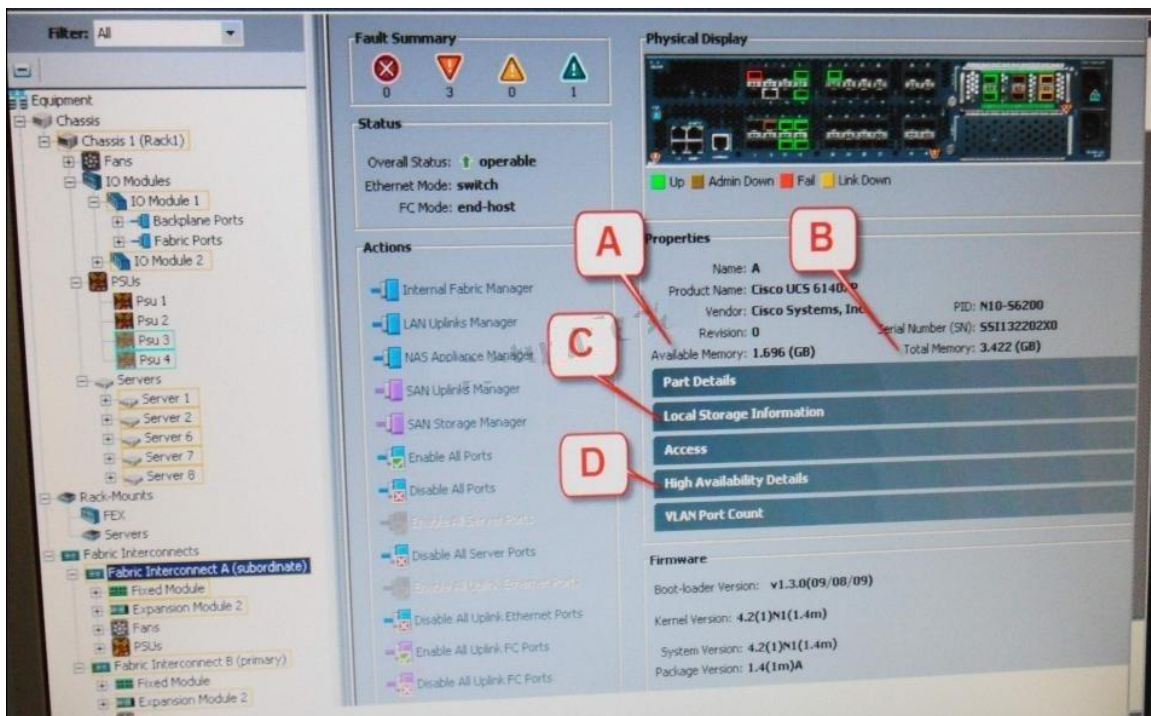 Filter: All
Equipment
Chassis
Chassis 1 (Rack1)
Fans
IO Modules
IO Module 1
Backplane Ports
Fabric Ports
IO Module 2
PSUs
Psu 1
Psu 2
Psu 3
Psu 4
Servers
Server 1
Server 2
Server 6
Server 7
Server 8
Rack-Mounts
FEX
Servers
Fabric Interconnects
Fabric Interconnect A (subordinate)
Fixed Module
Expansion Module 2
Fans
PSUs
Fabric Interconnect B (primary)
Fixed Module
Expansion Module 2
Fault Summary
0 3 0 1
Status
Overall Status: operable
Ethernet Mode: switch
FC Mode: end-host
Actions
Internal Fabric Manager
LAN Uplinks Manager
NAS Appliance Manager
SAN Uplinks Manager
SAN Storage Manager
Enable All Ports
Disable All Ports
Enable All Server Ports
Disable All Server Ports
Enable All Uplink Ethernet Ports
Disable All Uplink Ethernet Ports
Enable All Uplink FC Ports
Disable All Uplink FC Ports
Physical Display
Up Admin Down Fail Link Down
A
B
C
D
Properties
Name: A
Product Name: Cisco UCS
Vendor: Cisco Systems, Inc
PID: N10-S6200
Revision: 0
Serial Number (SN): SSI132202X0
Available Memory: 1.696 (GB)
Total Memory: 3.422 (GB)
Part Details
Local Storage Information
Access
High Availability Details
VLAN Port Count
Firmware
Boot-loader Version: v1.3.0(09/08/09)
Kernel Version: 4.2(1)N1(1.4m)
System Version: 4.2(1)N1(1.4m)
Package Version: 1.4(1m)A